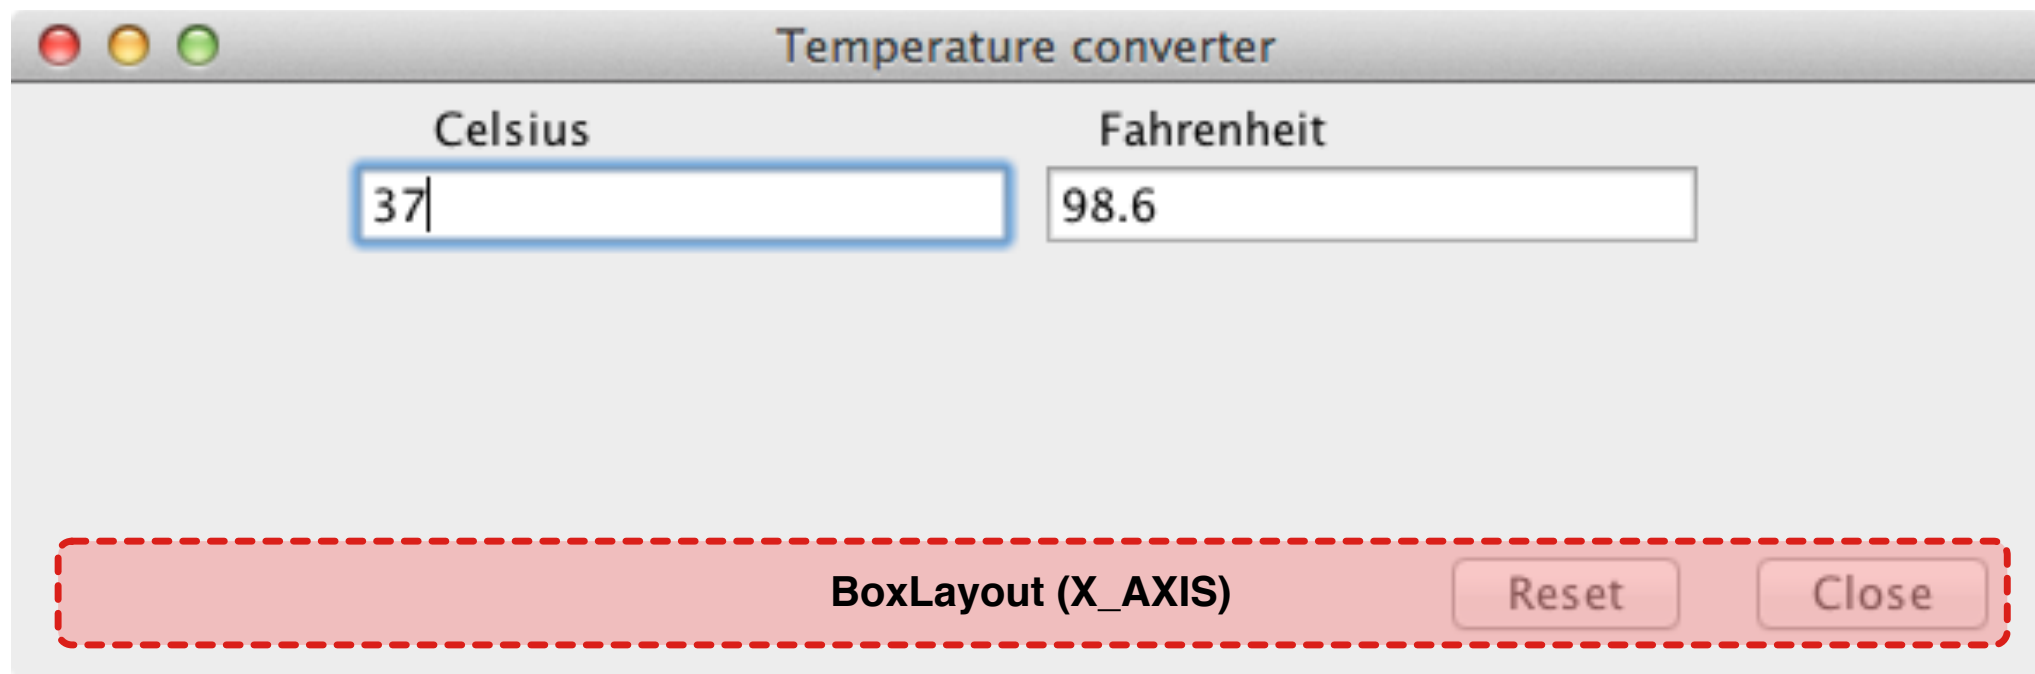 Temperature converter
Celsius Fahrenheit
37 98.6
BoxLayout (X_AXIS) Reset Close